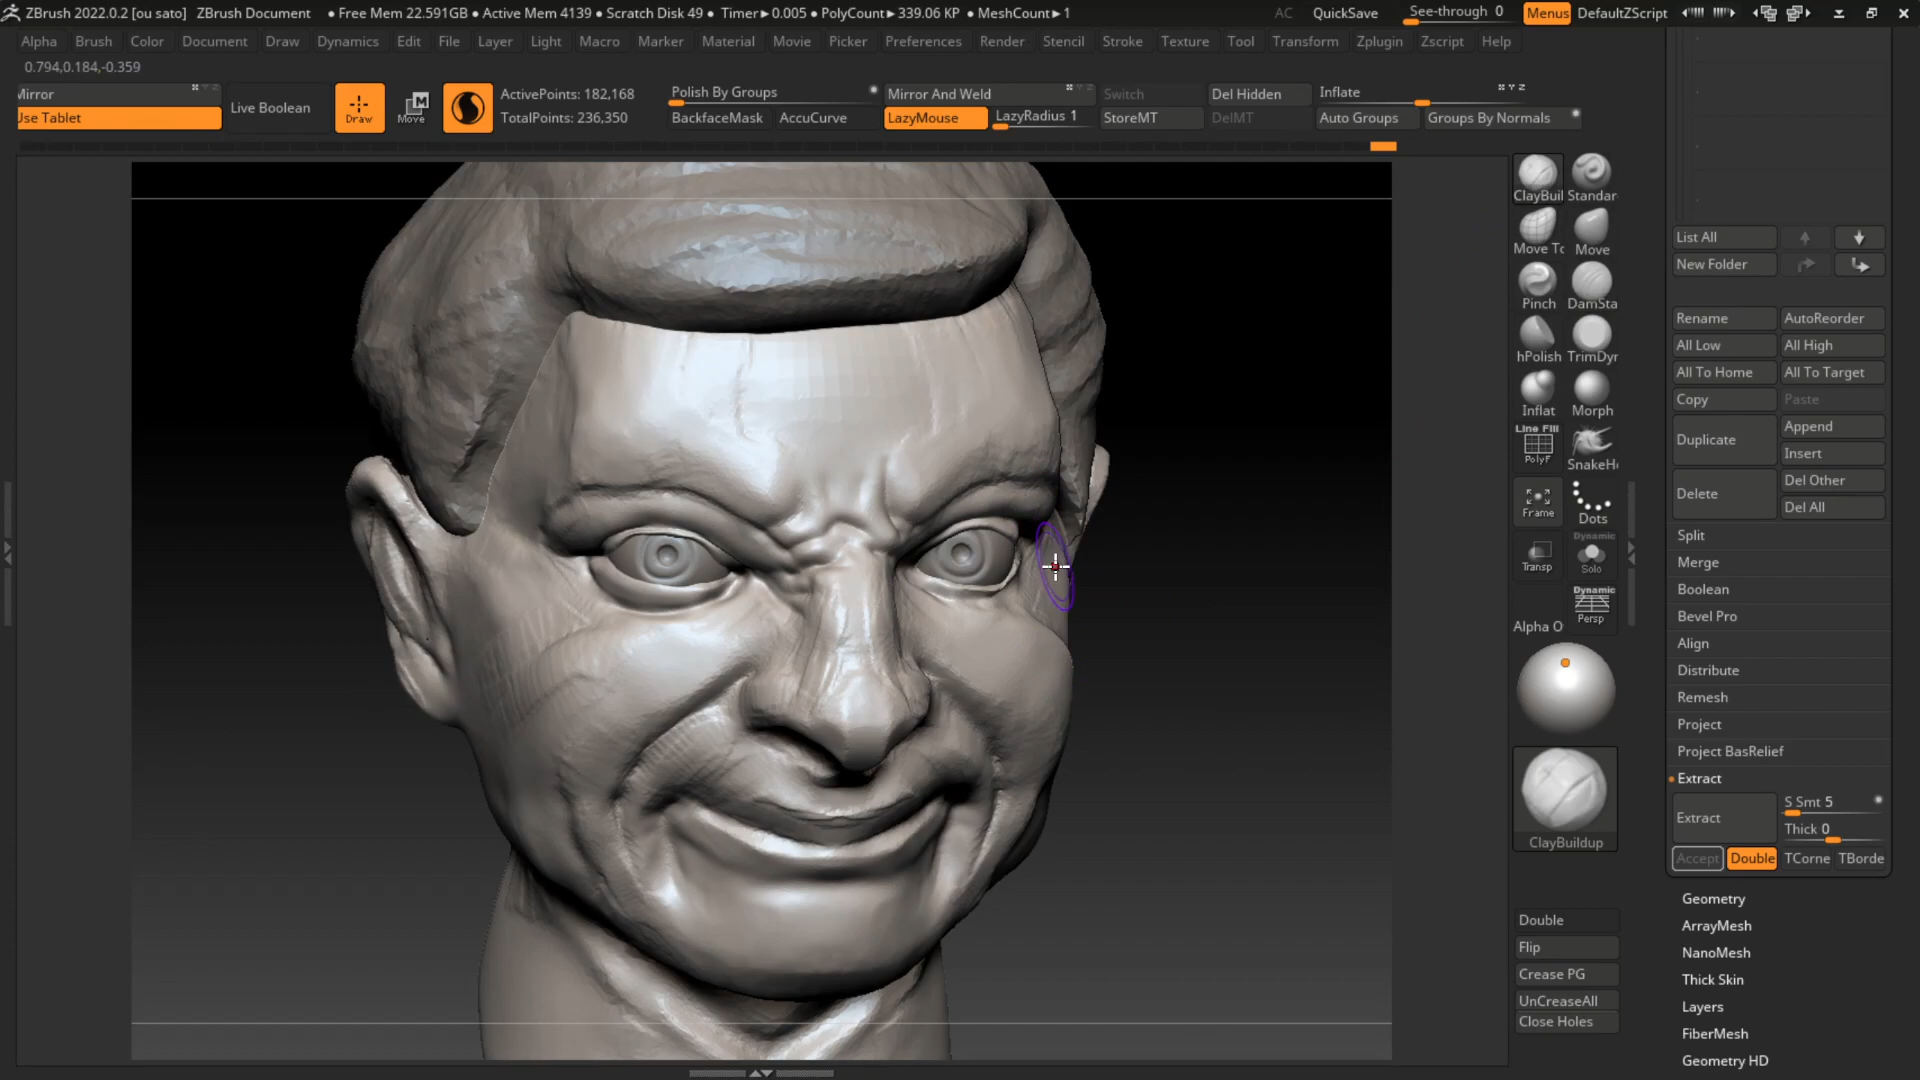 ZBrush 2022.0.2 [ou sato] ZBrush Document • Free Mem 22.591GB • Active Mem 4139 • Scratch Disk 49 • Timer▸0.005 • PolyCount▸339.06 KP • MeshCount▸1 AC QuickSave See-through 0 Menus DefaultZScript
Alpha Brush Color Document Draw Dynamics Edit File Layer Light Macro Marker Material Movie Picker Preferences Render Stencil Stroke Texture Tool Transform Zplugin Zscript Help
0.794,0.184,-0.359
Mirror
Use Tablet
Live Boolean
Draw
Move
ActivePoints: 182,168
TotalPoints: 236,350
Polish By Groups
BackfaceMask AccuCurve
Mirror And Weld
LazyMouse LazyRadius 1
Switch
StoreMT
Del Hidden
DelMT
Inflate
Auto Groups Groups By Normals
ClayBuil Standar
Move To Move
Pinch DamSta
hPolish TrimDyn
Inflat Morph
Line Fill
PolyF SnakeHo
Frame Dots
Transp
Dynamic
Solo
Dynamic
Persp
Alpha O
ClayBuildup
Double
Flip
Crease PG
UnCreaseAll
Close Holes
List All
New Folder
Rename AutoReorder
All Low All High
All To Home All To Target
Copy Paste
Duplicate Append
Insert
Delete Del Other
Del All
Split
Merge
Boolean
Bevel Pro
Align
Distribute
Remesh
Project
Project BasRelief
Extract
Extract S Smt 5
Thick 0
Accept Double TCorne TBorde
Geometry
ArrayMesh
NanoMesh
Thick Skin
Layers
FiberMesh
Geometry HD